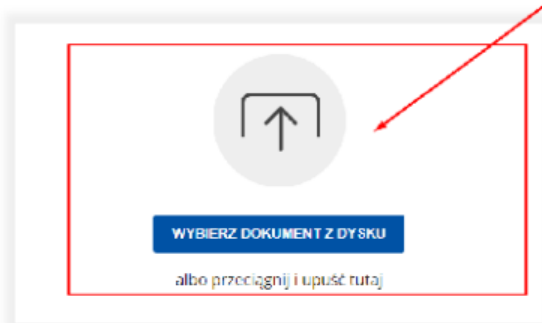 WYBIERZ DOKUMENT Z DYSKU
albo przeciągnij i upuść tutaj